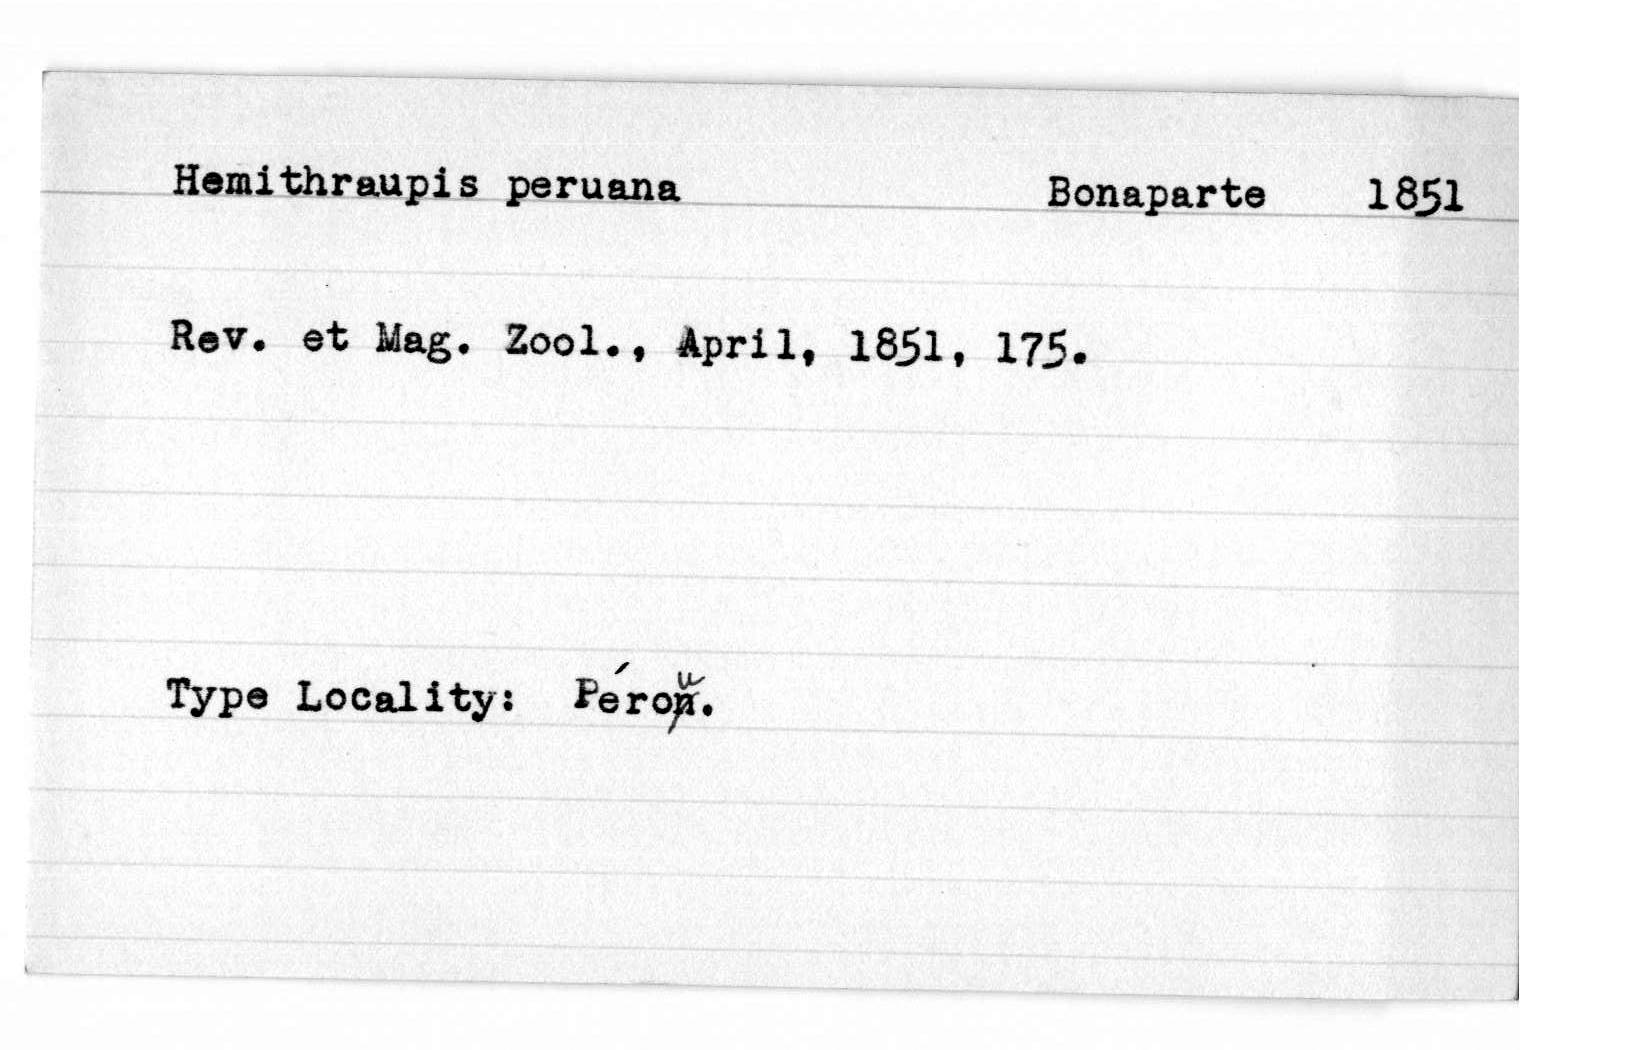 Hemithraupis peruana Bonaparte 1851
Rev. et Mag. Zool., April, 1851, 175.
Type Locality: Pérou.